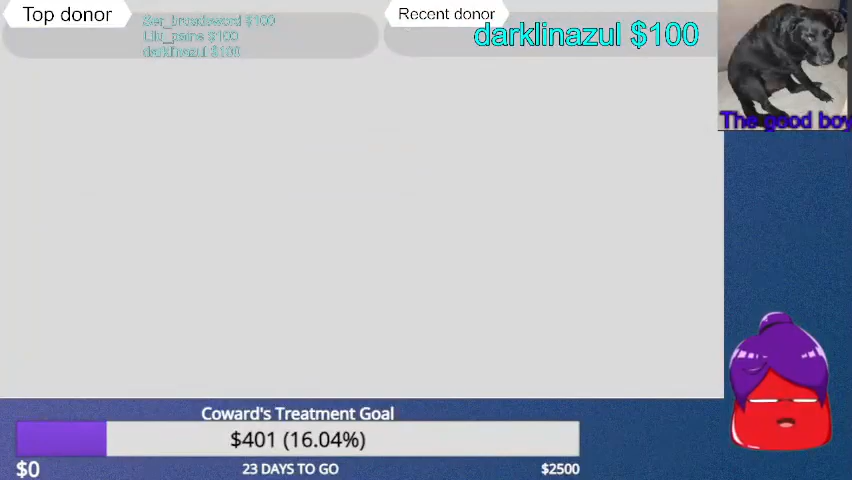 Top donor
Ser_broadsword $100
$100
darklinazul $100
Recent donor
darklinazul $100
The good boy
Coward's Treatment Goal
$401 (16.04%)
$0
23 DAYS TO GO
$2500